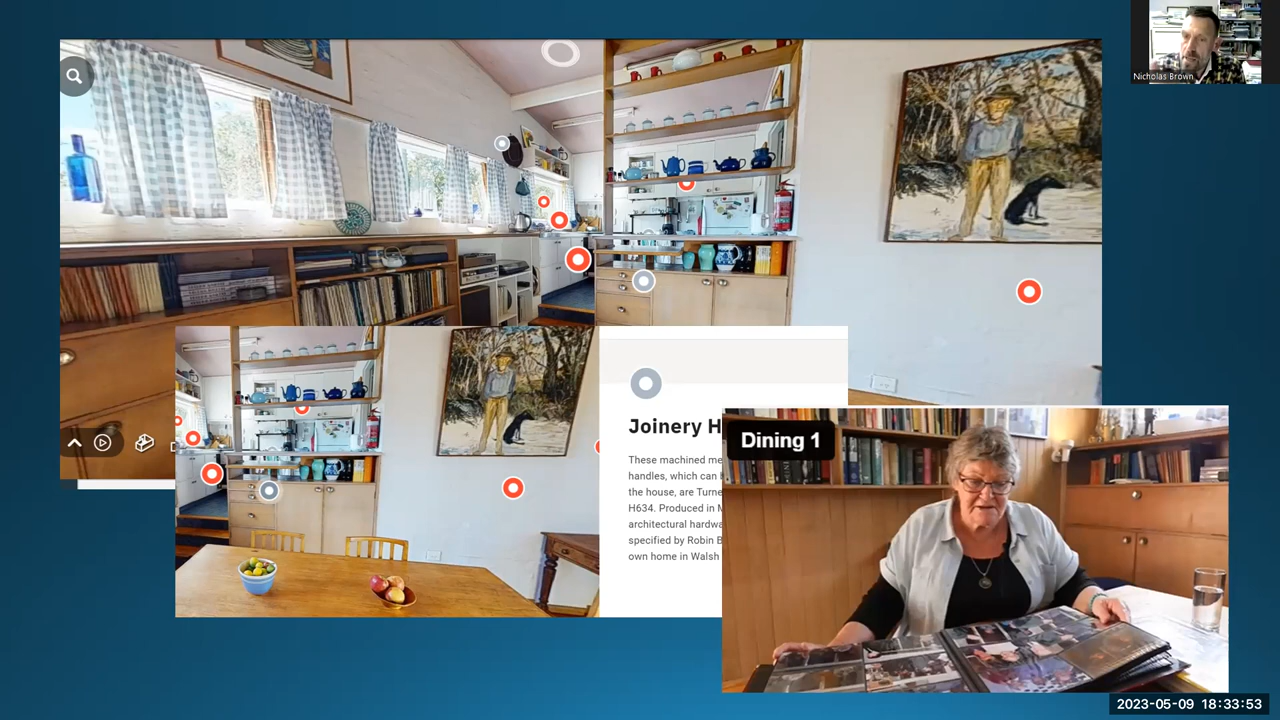 Nicholas Brown
Joinery H
These machined me
handles, which can
the house, are Turne
H634. Produced in M
architectural hardwa
specified by Robin B
own home in Walsh
Dining 1
2023-05-09 18:33:53